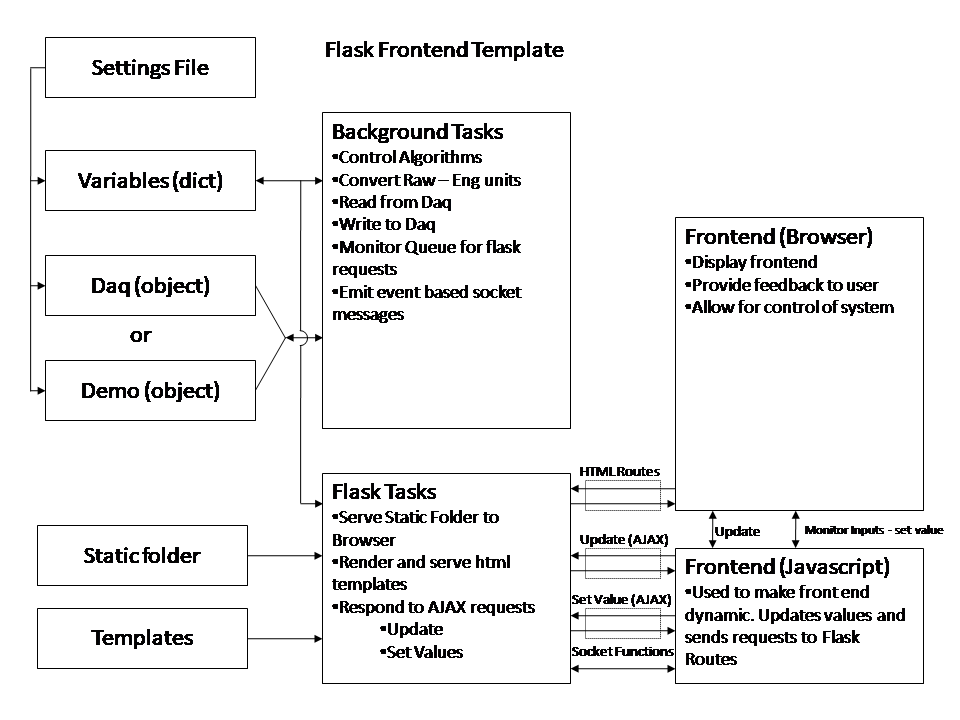 Flask Frontend Template
Settings File
Variables (dict)
Daq (object)
or
Demo (object)
Background Tasks
•Control Algorithms
•Convert Raw – Eng units
•Read from Daq
•Write to Daq
•Monitor Queue for flask
requests
•Emit event based socket
messages
Frontend (Browser)
•Display frontend
•Provide feedback to user
•Allow for control of system
Static folder
Templates
Flask Tasks
•Serve Static Folder to
Browser
•Render and serve html
templates
•Respond to AJAX requests
•Update
•Set Values
HTML Routes
Update (AJAX)
Set Value (AJAX)
Socket Functions
Update
Monitor Inputs - set value
Frontend (Javascript)
•Used to make front end
dynamic. Updates values and
sends requests to Flask
Routes